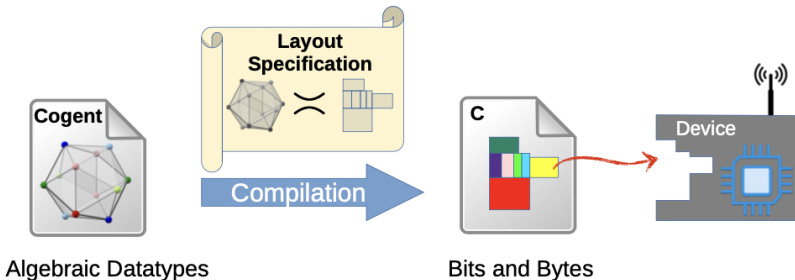 Layout
Specification
Cogent
C
Device
Compilation
Algebraic Datatypes
Bits and Bytes